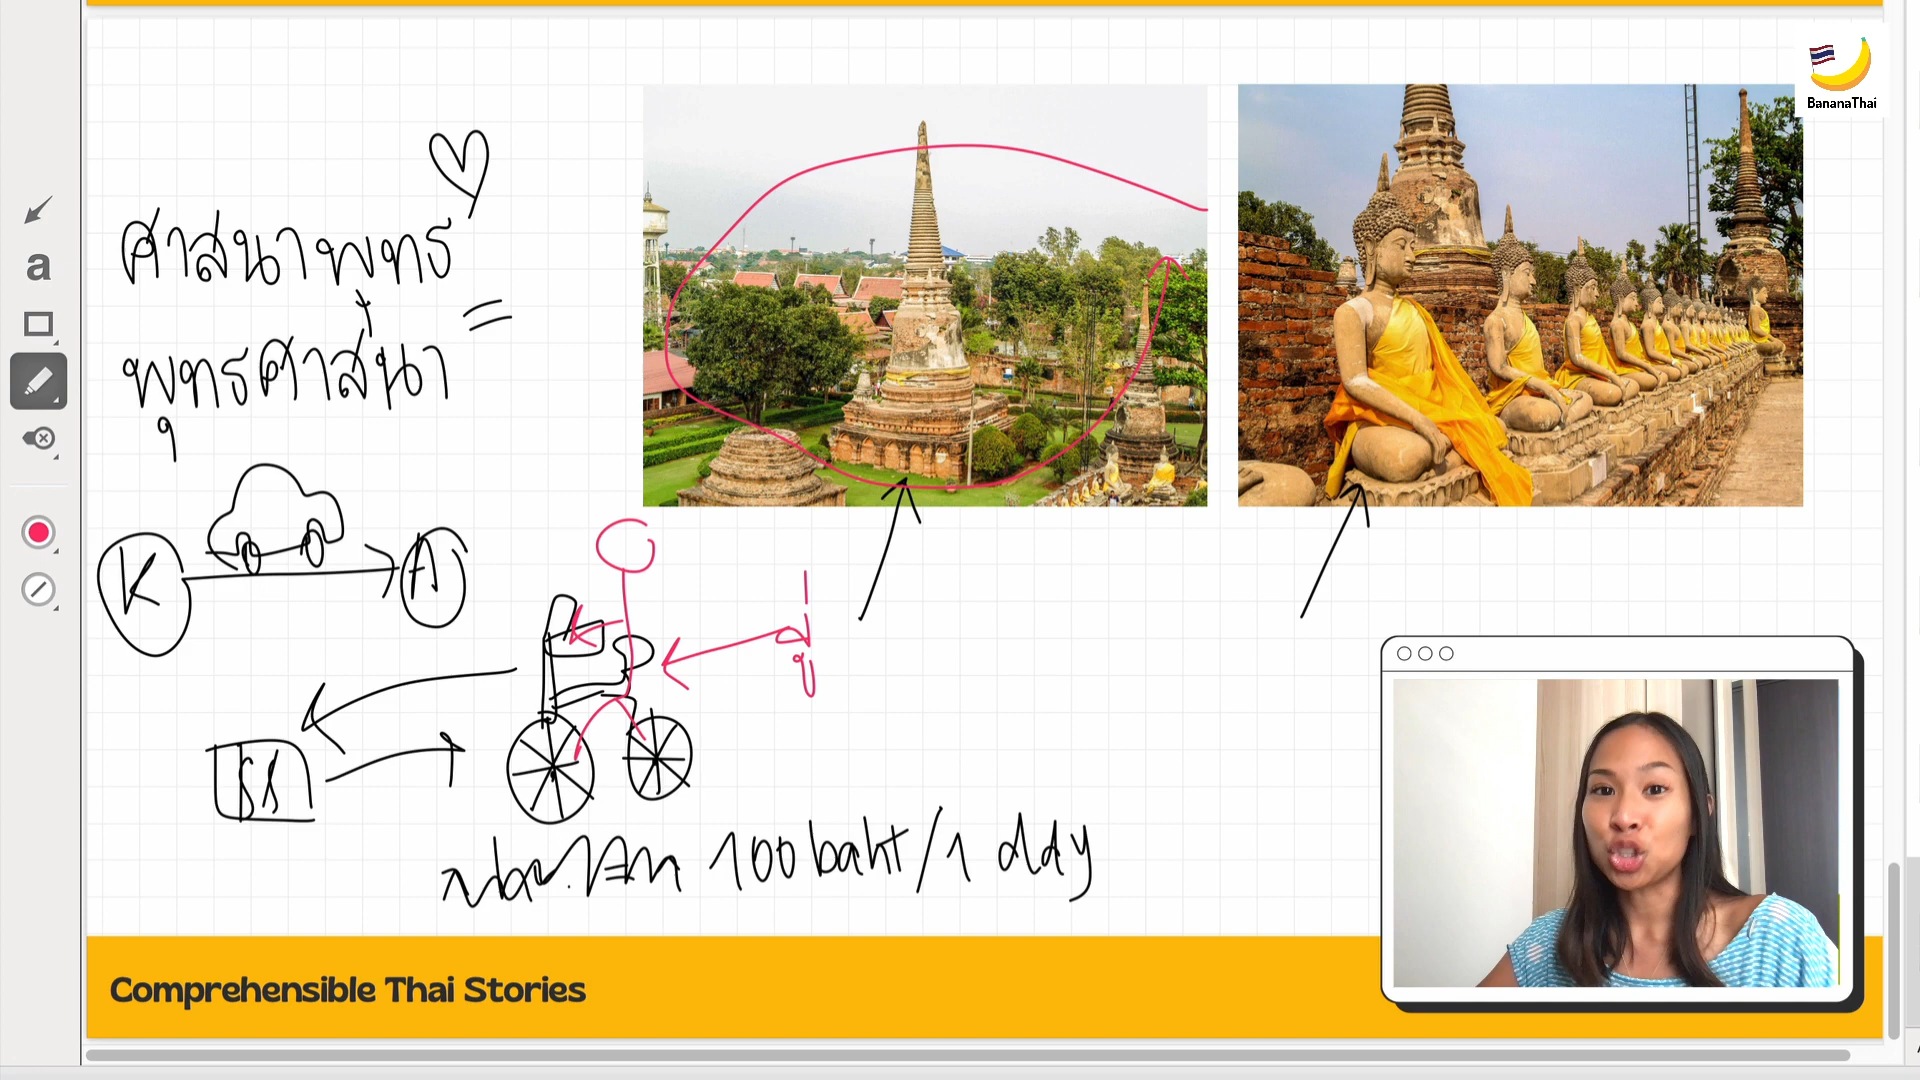 BananaThai
ศาสนาพุทธ
พุทธศาสนา
=
K
A
100 baht/1 day
Comprehensible Thai Stories